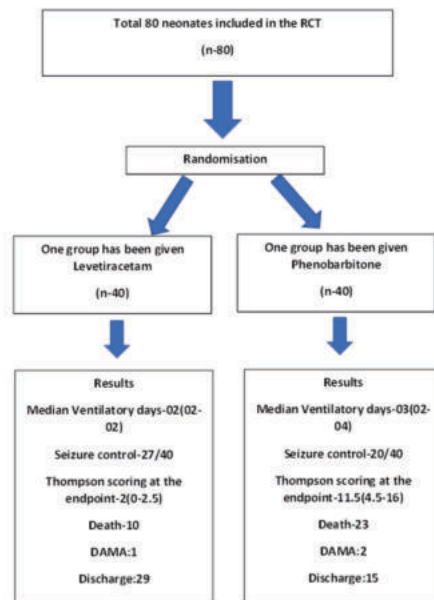 Total 80 neonates included in the RCT
(n-80)
Randomisation
One group has been given
Levetiracetam
(n-40)
One group has been given
Phenobarbitone
(n-40)
Results
Median Ventilatory days-02(02-
02)
Seizure control-27/40
Thompson scoring at the
endpoint-2(0-2.5)
Death-10
DAMA:1
Discharge:29
Results
Median Ventilatory days-03(02-
04)
Seizure control-20/40
Thompson scoring at the
endpoint-11.5(4.5-16)
Death-23
DAMA:2
Discharge:15